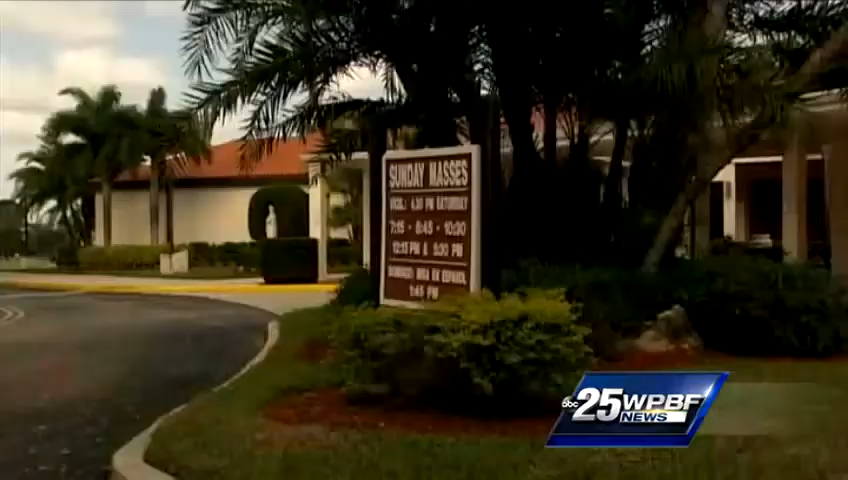 SUNDAY MASSES
VIGIL: 4:30 PM SATURDAY
7:15 - 8:45 - 10:30
12:15 PM & 5:30 PM
DOMINGO: MISA EN ESPAÑOL
1:45 PM
abc 25 WPBF
NEWS